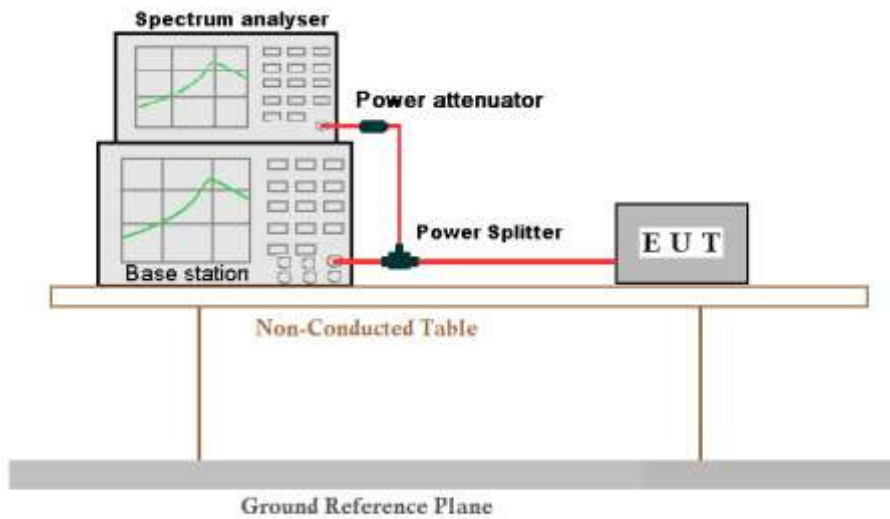 Spectrum analyser
Power attenuator
Power Splitter
E U T
Base station
Non-Conducted Table
Ground Reference Plane